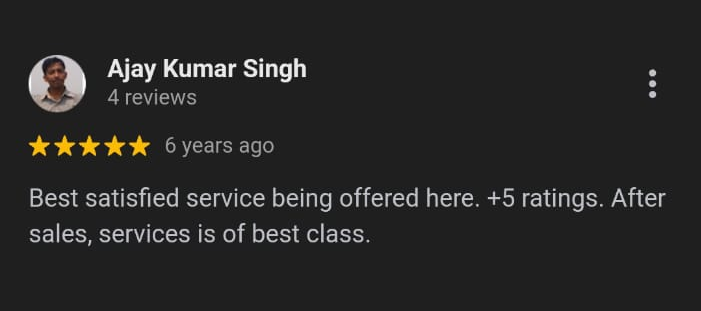 Ajay Kumar Singh
4 reviews
6 years ago
Best satisfied service being offered here. +5 ratings. After
sales, services is of best class.